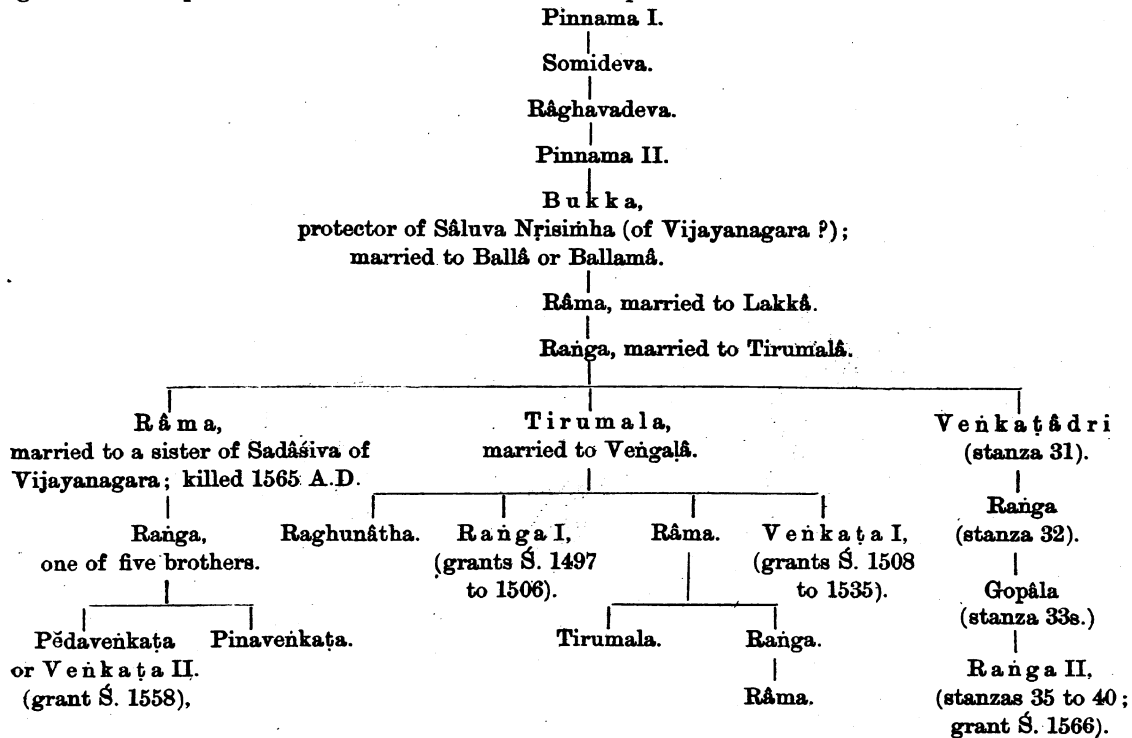 Pinnama I.
Somideva.
Râghavadeva.
Pinnama II.
Bukka,
protector of Sâluva Nṛisiṁha (of Vijayanagara ?);
married to Ballâ or Ballamâ.
Râma, married to Lakkâ.
Raṅga, married to Tirumalâ.
Râma,
married to a sister of Sadâśiva of
Vijayanagara; killed 1565 A.D.
Tirumala,
married to Veṅgaḷâ.
Veṅkaṭâdri
(stanza 31).
Raṅga,
one of five brothers.
Raghunâtha.
Raṅga I,
(grants Ś. 1497
to 1506).
Râma.
Veṅkaṭa I,
(grants Ś. 1508
to 1535).
Raṅga
(stanza 32).
Gopâla
(stanza 33s.)
Pĕdaveṅkaṭa
or Veṅkaṭa II.
(grant Ś. 1558),
Pinaveṅkaṭa.
Tirumala.
Raṅga.
Râma.
Raṅga II,
(stanzas 35 to 40;
grant Ś. 1566).